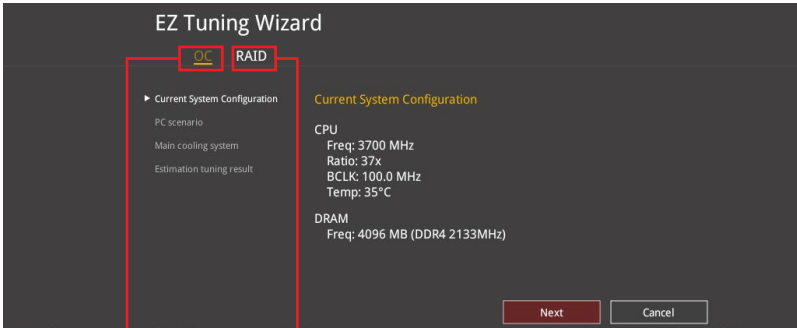 EZ Tuning Wizard
OC RAID
▶ Current System Configuration
PC scenario
Main cooling system
Estimation tuning result
Current System Configuration
CPU
Freq: 3700 MHz
Ratio: 37x
BCLK: 100.0 MHz
Temp: 35°C
DRAM
Freq: 4096 MB (DDR4 2133MHz)
Next Cancel